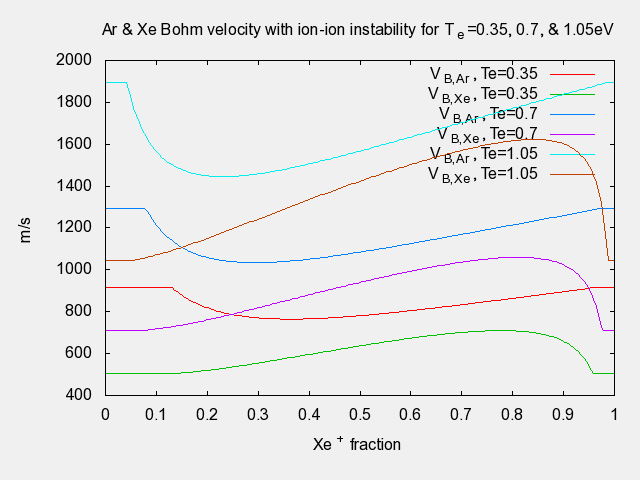 Ar & Xe Bohm velocity with ion-ion instability for T e =0.35, 0.7, & 1.05eV
2000
1800
1600
1400
1200
1000
800
600
400
m/s
V B,Ar , Te=0.35
V B,Xe , Te=0.35
V B,Ar , Te=0.7
V B,Xe , Te=0.7
V B,Ar , Te=1.05
V B,Xe , Te=1.05
0 0.1 0.2 0.3 0.4 0.5 0.6 0.7 0.8 0.9 1
Xe + fraction